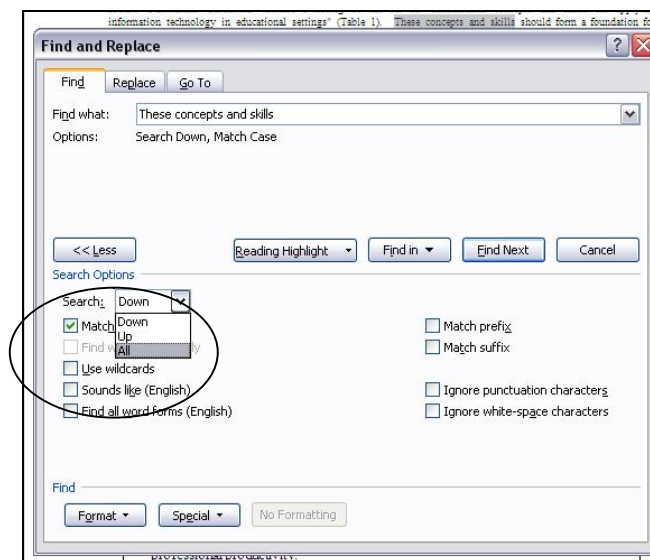 information technology in educational settings" (Table 1). These concepts and skills should form a foundation fo
Find and Replace
Find Replace Go To
Find what: These concepts and skills
Options: Search Down, Match Case
<< Less Reading Highlight Find in Find Next Cancel
Search Options
Search: Down
Down
Up
All
Match
Find w
Use wildcards
Sounds like (English)
Find all word forms (English)
Match prefix
Match suffix
Ignore punctuation characters
Ignore white-space characters
Find
Format Special No Formatting
professional productivity.